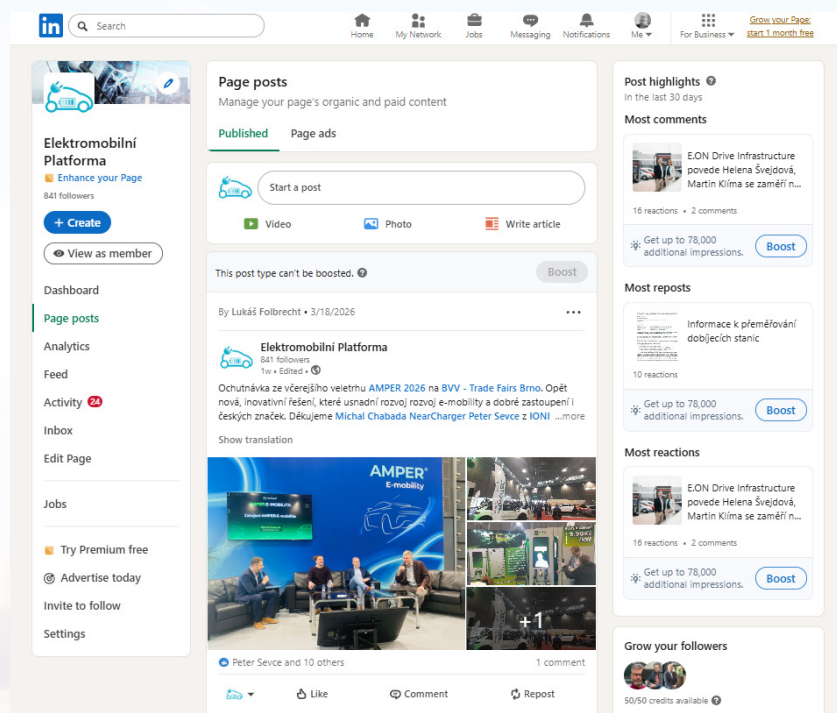 in
Search
Home
My Network
Jobs
Messaging
Notifications
Me
For Business
Grow your Page:
start 1 month free
Elektromobilní
Platforma
Enhance your Page
841 followers
+ Create
View as member
Dashboard
Page posts
Analytics
Feed
Activity 24
Inbox
Edit Page
Jobs
Try Premium free
Advertise today
Invite to follow
Settings
Page posts
Manage your page's organic and paid content
Published Page ads
Start a post
Video Photo Write article
This post type can't be boosted.
Boost
By Lukáš Folbrecht • 3/18/2026
Elektromobilní Platforma
841 followers
1w • Edited •
Ochutnávka ze včerejšího veletrhu AMPER 2026 na BVV - Trade Fairs Brno. Opět
nová, inovativní řešení, které usnadní rozvoj rozvoj e-mobility a dobré zastoupení i
českých značek. Děkujeme Michal Chabada NearCharger Peter Sevce z IONI ...more
Show translation
AMPER
E-mobility
+1
Peter Sevce and 10 others
1 comment
Like Comment Repost
Post highlights
In the last 30 days
Most comments
E.ON Drive Infrastructure
povede Helena Švejdová,
Martin Klíma se zaměří n...
16 reactions • 2 comments
Get up to 78,000
additional impressions.
Boost
Most reposts
Informace k přeměřování
dobíjecích stanic
10 reactions
Get up to 78,000
additional impressions.
Boost
Most reactions
E.ON Drive Infrastructure
povede Helena Švejdová,
Martin Klíma se zaměří n...
16 reactions • 2 comments
Get up to 78,000
additional impressions.
Boost
Grow your followers
50/50 credits available